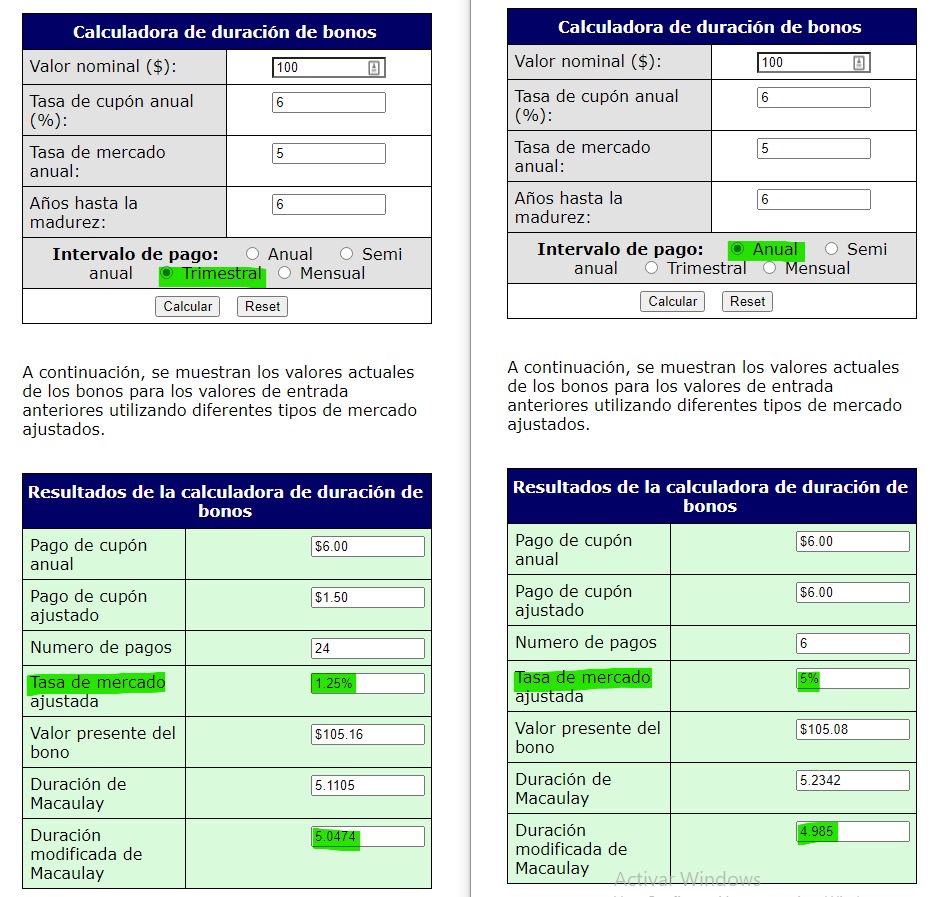 Calculadora de duración de bonos
Valor nominal ($):
100
Tasa de cupón anual
(%):
6
Tasa de mercado
anual:
5
Años hasta la
madurez:
6
Intervalo de pago: Anual Semi
anual Trimestral Mensual
Calcular Reset
A continuación, se muestran los valores actuales
de los bonos para los valores de entrada
anteriores utilizando diferentes tipos de mercado
ajustados.
Resultados de la calculadora de duración de
bonos
Pago de cupón
anual
$6.00
Pago de cupón
ajustado
$1.50
Numero de pagos
24
Tasa de mercado
ajustada
1.25%
Valor presente del
bono
$105.16
Duración de
Macaulay
5.1105
Duración
modificada de
Macaulay
5.0474
Calculadora de duración de bonos
Valor nominal ($):
100
Tasa de cupón anual
(%):
6
Tasa de mercado
anual:
5
Años hasta la
madurez:
6
Intervalo de pago: Anual Semi
anual Trimestral Mensual
Calcular Reset
A continuación, se muestran los valores actuales
de los bonos para los valores de entrada
anteriores utilizando diferentes tipos de mercado
ajustados.
Resultados de la calculadora de duración de
bonos
Pago de cupón
anual
$6.00
Pago de cupón
ajustado
$6.00
Numero de pagos
6
Tasa de mercado
ajustada
5%
Valor presente del
bono
$105.08
Duración de
Macaulay
5.2342
Duración
modificada de
Macaulay
4.985
Activar Windows